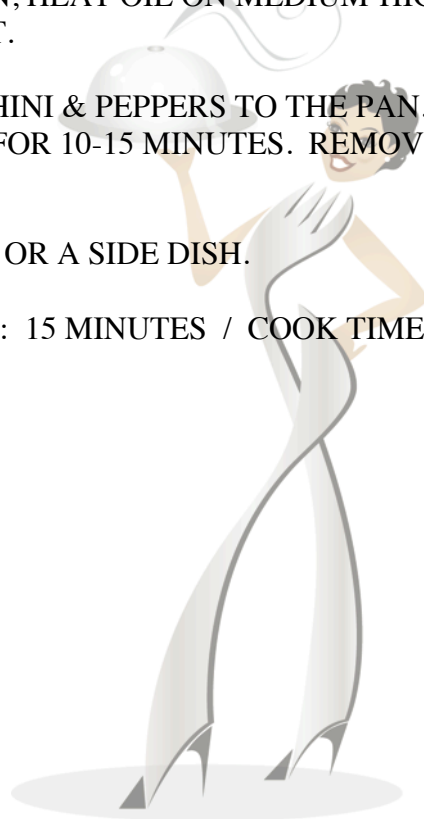 N, HEAT OIL ON MEDIUM HIG
T.
HINI & PEPPERS TO THE PAN.
FOR 10-15 MINUTES. REMOV
OR A SIDE DISH.
: 15 MINUTES / COOK TIME